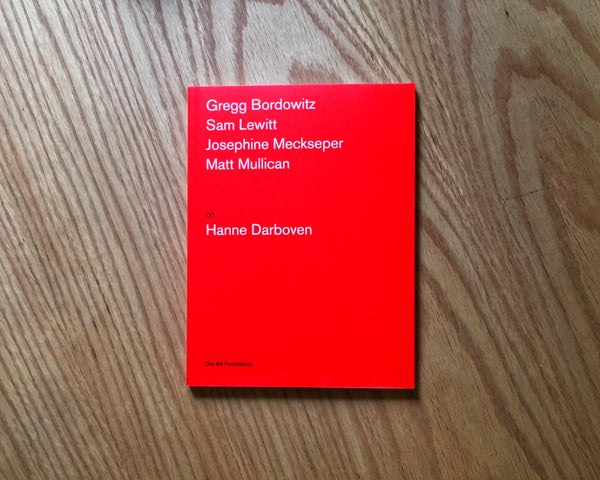 Gregg Bordowitz
Sam Lewitt
Josephine Meckseper
Matt Mullican
on
Hanne Darboven
Dia Art Foundation